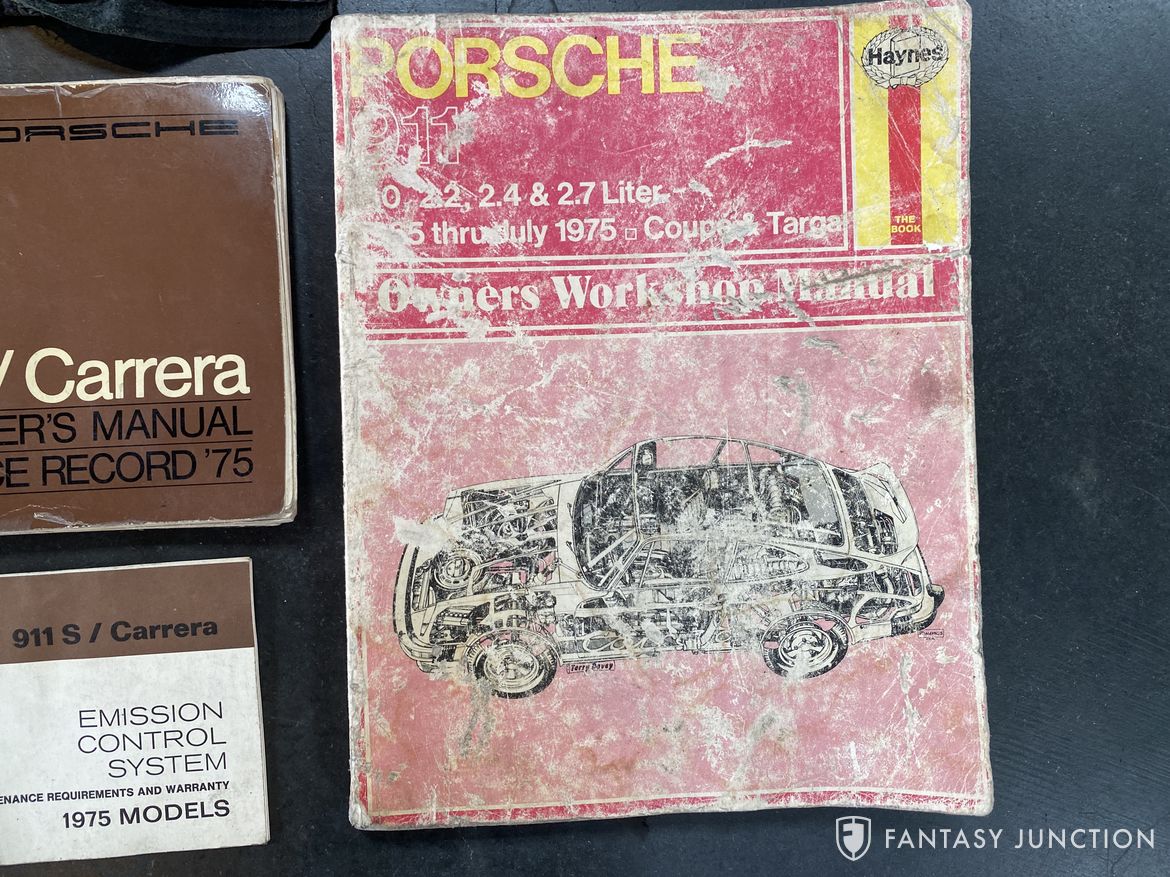 PORSCHE
/ Carrera
ER'S MANUAL
CE RECORD '75
911 S / Carrera
EMISSION
CONTROL
SYSTEM
ENANCE REQUIREMENTS AND WARRANTY
1975 MODELS
PORSCHE
911
2.2, 2.4 & 2.7 Liter
thru July 1975 □ Coupe & Targa
Haynes
THE
BOOK
Owners Workshop Manual
Terry Davey
FANTASY JUNCTION